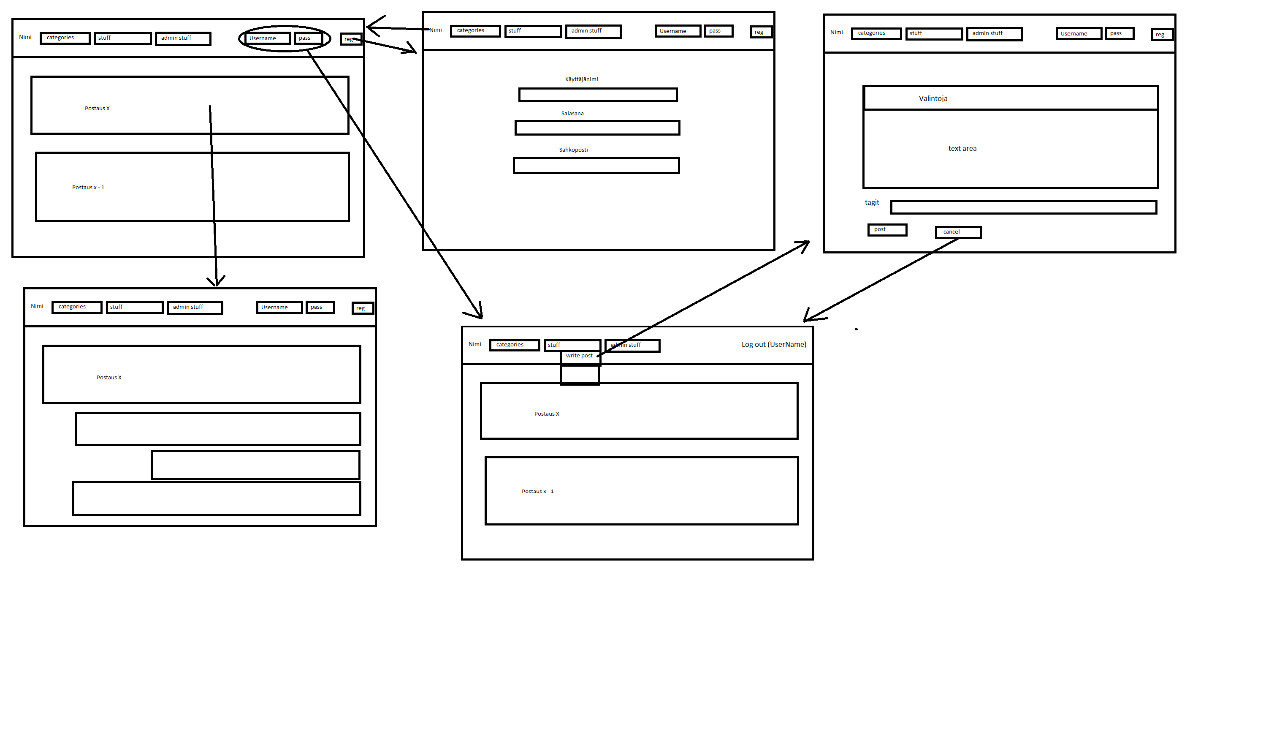 Nimi categories stuff admin stuff Username pass reg
Postaus X
Postaus x - 1
Nimi categories stuff admin stuff Username pass reg
Käyttäjänimi
Salasana
Sähköposti
Nimi categories stuff admin stuff Username pass reg
Valintoja
text area
tagit
post cancel
Nimi categories stuff admin stuff Username pass reg
Postaus X
Nimi categories stuff admin stuff Log out (UserName)
write post
Postaus X
Postaus x - 1